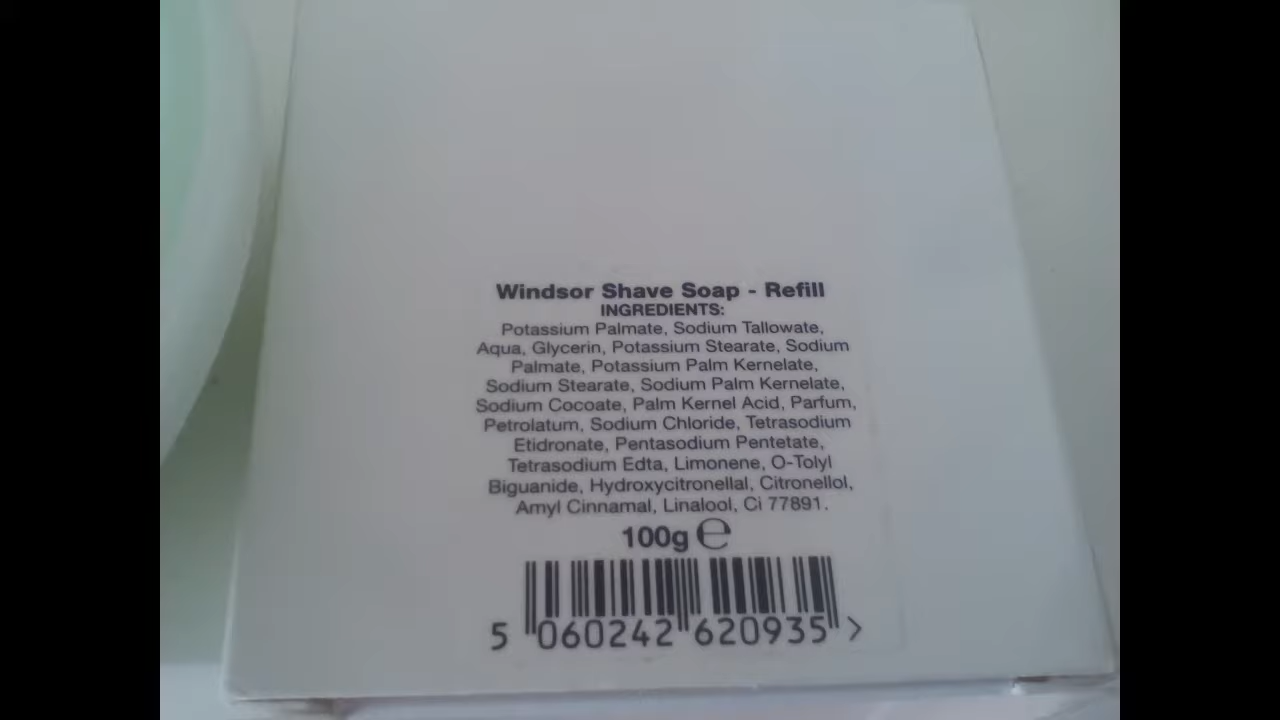 Windsor Shave Soap - Refill
INGREDIENTS:
Potassium Palmate, Sodium Tallowate,
Aqua, Glycerin, Potassium Stearate, Sodium
Palmate, Potassium Palm Kernelate,
Sodium Stearate, Sodium Palm Kernelate,
Sodium Cocoate, Palm Kernel Acid, Parfum,
Petrolatum, Sodium Chloride, Tetrasodium
Etidronate, Pentasodium Pentetate,
Tetrasodium Edta, Limonene, O-Tolyl
Biguanide, Hydroxycitronellal, Citronellol,
Amyl Cinnamal, Linalool, Ci 77891.
100g ℮
5 060242 620935 >